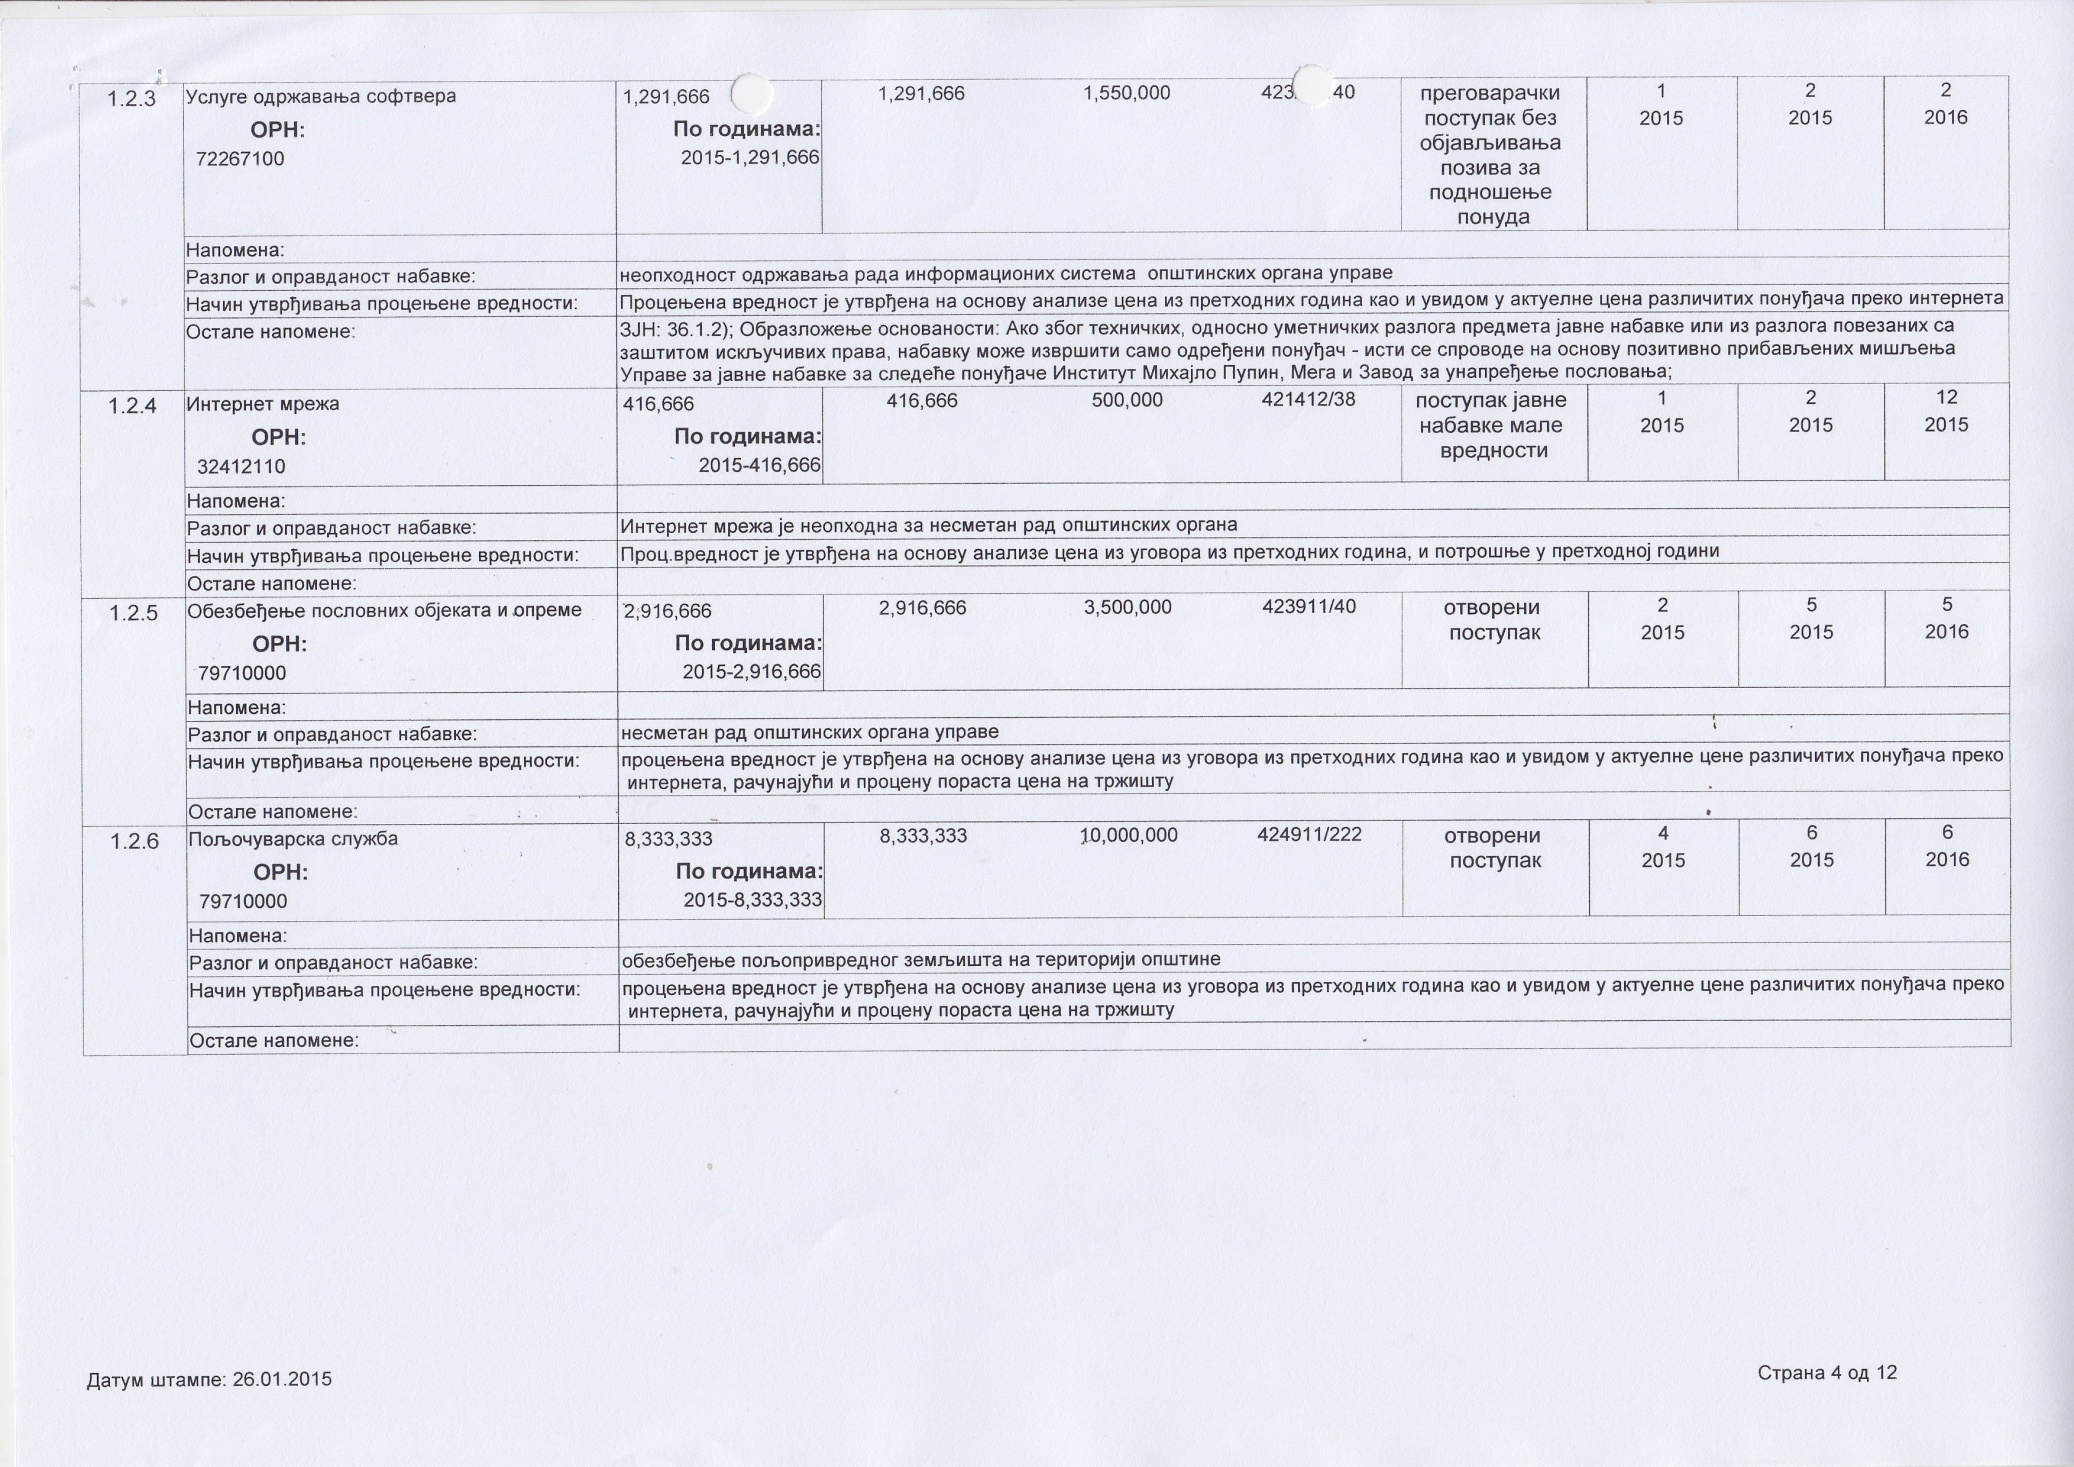 1.2.3 Услуге одржавања софтвера 1,291,666 1,291,666 1,550,000 423 40 преговарачки поступак без објављивања позива за подношење понуда 1 2015 2 2015 2 2016
ОРН: По годинама:
72267100 2015-1,291,666
Напомена:
Разлог и оправданост набавке: неопходност одржавања рада информационих система општинских органа управе
Начин утврђивања процењене вредности: Процењена вредност је утврђена на основу анализе цена из претходних година као и увидом у актуелне цена различитих понуђача преко интернета
Остале напомене: ЗЈН: 36.1.2); Образложење основаности: Ако због техничких, односно уметничких разлога предмета јавне набавке или из разлога повезаних са
заштитом искључивих права, набавку може извршити само одређени понуђач - исти се спроводе на основу позитивно прибављених мишљења
Управе за јавне набавке за следеће понуђаче Институт Михајло Пупин, Мега и Завод за унапређење пословања;
1.2.4 Интернет мрежа 416,666 416,666 500,000 421412/38 поступак јавне набавке мале вредности 1 2015 2 2015 12 2015
ОРН: По годинама:
32412110 2015-416,666
Напомена:
Разлог и оправданост набавке: Интернет мрежа је неопходна за несметан рад општинских органа
Начин утврђивања процењене вредности: Проц.вредност је утврђена на основу анализе цена из уговора из претходних година, и потрошње у претходној години
Остале напомене:
1.2.5 Обезбеђење пословних објеката и опреме 2,916,666 2,916,666 3,500,000 423911/40 отворени поступак 2 2015 5 2015 5 2016
ОРН: По годинама:
79710000 2015-2,916,666
Напомена:
Разлог и оправданост набавке: несметан рад општинских органа управе
Начин утврђивања процењене вредности: процењена вредност је утврђена на основу анализе цена из уговора из претходних година као и увидом у актуелне цене различитих понуђача преко
интернета, рачунајући и процену пораста цена на тржишту
Остале напомене:
1.2.6 Пољочуварска служба 8,333,333 8,333,333 10,000,000 424911/222 отворени поступак 4 2015 6 2015 6 2016
ОРН: По годинама:
79710000 2015-8,333,333
Напомена:
Разлог и оправданост набавке: обезбеђење пољопривредног земљишта на територији општине
Начин утврђивања процењене вредности: процењена вредност је утврђена на основу анализе цена из уговора из претходних година као и увидом у актуелне цене различитих понуђача преко
интернета, рачунајући и процену пораста цена на тржишту
Остале напомене:
Датум штампе: 26.01.2015 Страна 4 од 12